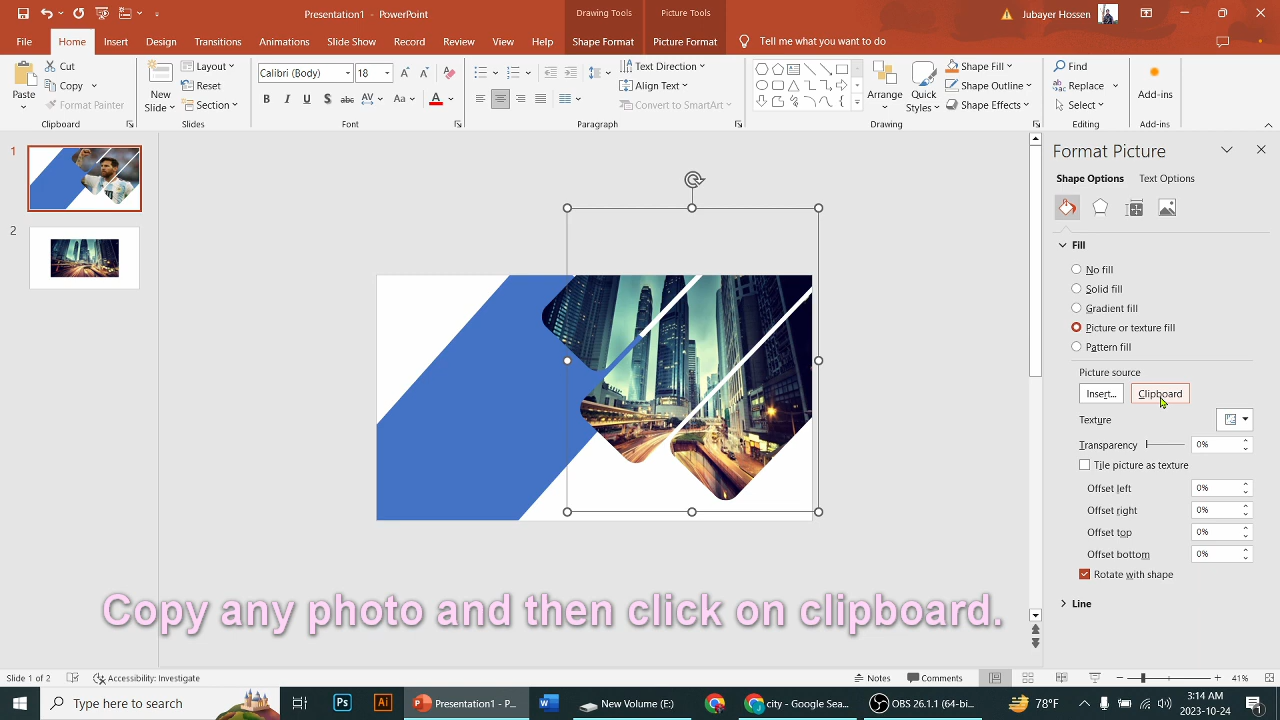 Presentation1 - PowerPoint
Drawing Tools
Picture Tools
Jubayer Hossen
File
Home
Insert
Design
Transitions
Animations
Slide Show
Record
Review
View
Help
Shape Format
Picture Format
Tell me what you want to do
Paste
Cut
Copy
Format Painter
Clipboard
New
Slide
Layout
Reset
Section
Slides
Calibri (Body)
18
B I U S abc AV Aa A
Font
Text Direction
Align Text
Convert to SmartArt
Paragraph
Arrange
Quick
Styles
Shape Fill
Shape Outline
Shape Effects
Drawing
Find
Replace
Select
Editing
Add-ins
Add-ins
1
2
Format Picture
Shape Options
Text Options
Fill
No fill
Solid fill
Gradient fill
Picture or texture fill
Pattern fill
Picture source
Insert...
Clipboard
Texture
Transparency
0%
Tile picture as texture
Offset left
0%
Offset right
0%
Offset top
0%
Offset bottom
0%
Rotate with shape
Line
Copy any photo and then click on clipboard.
Slide 1 of 2
Accessibility: Investigate
Notes
Comments
41%
Type here to search
Ps
Ai
Presentation1 - P...
New Volume (E:)
city - Google Sea...
OBS 26.1.1 (64-bi...
78°F
3:14 AM
2023-10-24